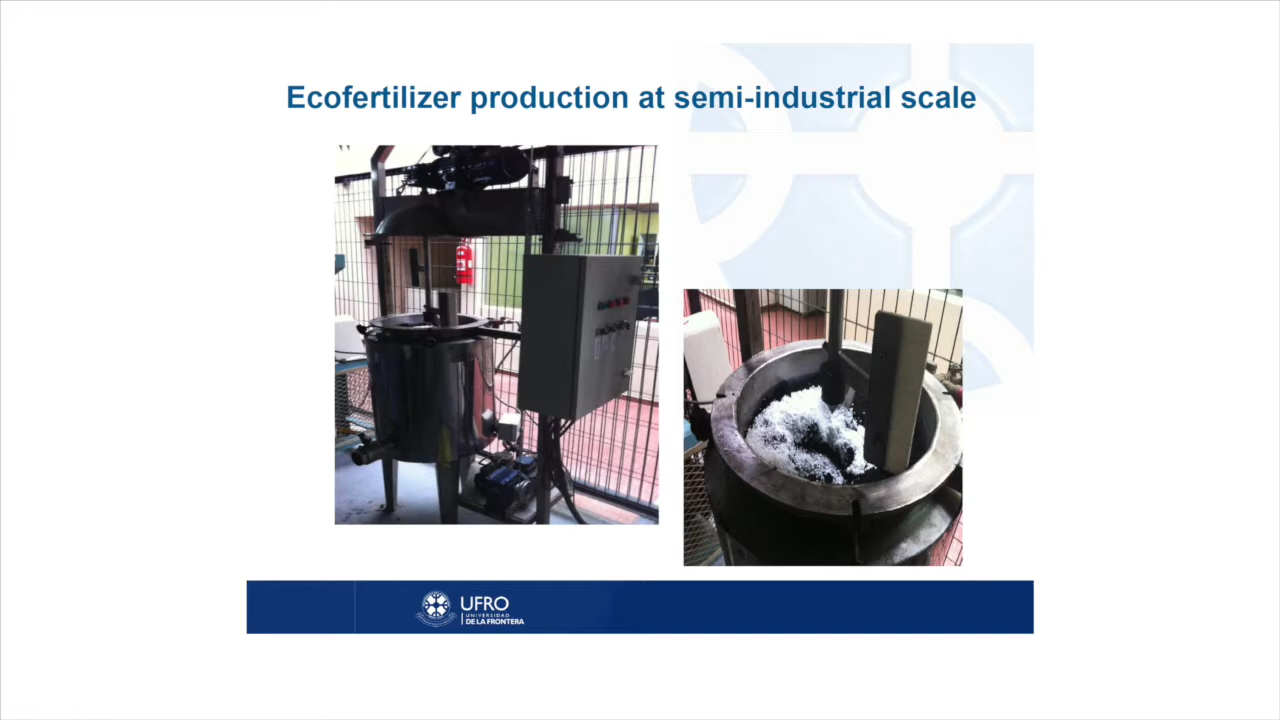 Ecofertilizer production at semi-industrial scale
UFRO
UNIVERSIDAD
DE LA FRONTERA